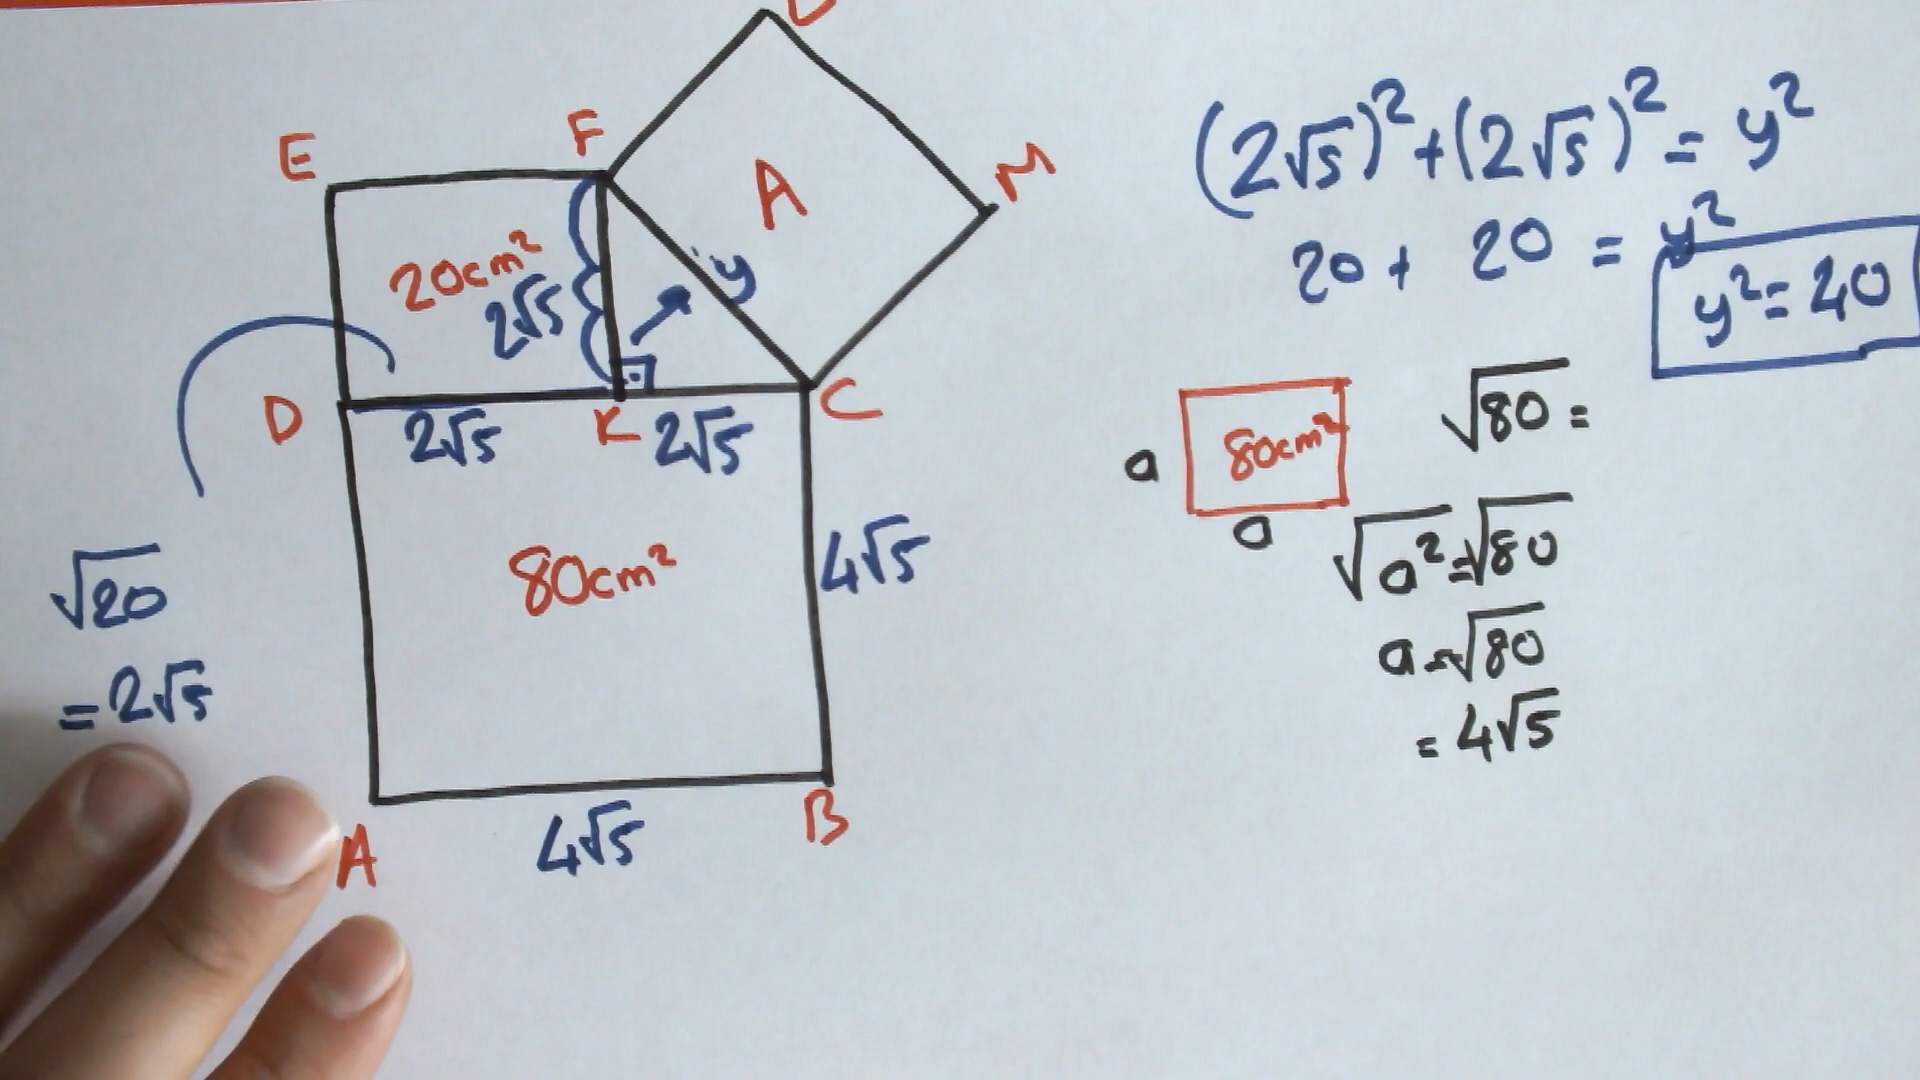 L
E
F
A
M
20cm²
2√5
y
D
2√5
K
2√5
C
80cm²
4√5
√20
= 2√5
A
4√5
B
(2√5)² + (2√5)² = y²
20 + 20 = y²
y² = 40
a
80cm²
a
√80 =
√a² = √80
a = √80
= 4√5